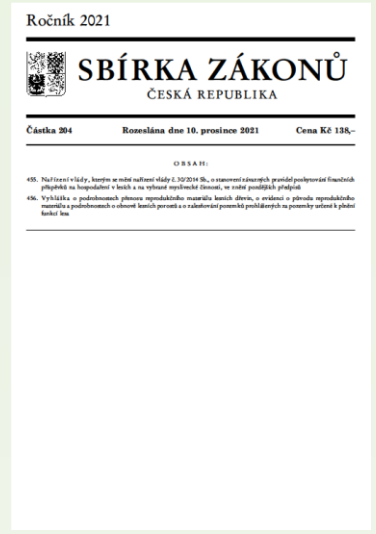 Ročník 2021
SBÍRKA ZÁKONŮ
ČESKÁ REPUBLIKA
Částka 204 Rozeslána dne 10. prosince 2021 Cena Kč 138,–
OBSAH:
455. Nařízení vlády, kterým se mění nařízení vlády č. 30/2014 Sb., o stanovení závazných pravidel poskytování finančních
příspěvků na hospodaření v lesích a na vybrané myslivecké činnosti, ve znění pozdějších předpisů
456. Vyhláška o podrobnostech přenosu reprodukčního materiálu lesních dřevin, o evidenci o původu reprodukčního
materiálu a podrobnostech o obnově lesních porostů a o zalesňování pozemků prohlášených za pozemky určené k plnění
funkcí lesa